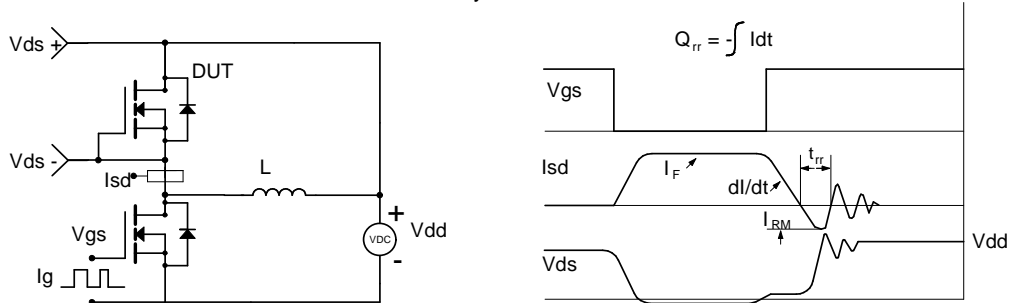 Vds +
DUT
Vds -
Isd
L
Vgs
+
VDC
Vdd
-
Ig
Qrr = -∫ Idt
Vgs
Isd
IF
dI/dt
trr
IRM
Vdd
Vds